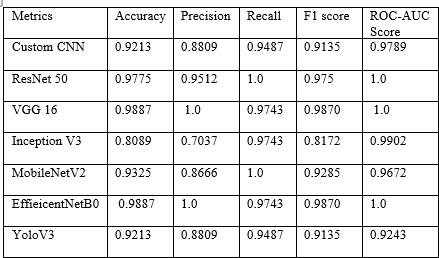 Metrics Accuracy Precision Recall F1 score ROC-AUC
Score
Custom CNN 0.9213 0.8809 0.9487 0.9135 0.9789
ResNet 50 0.9775 0.9512 1.0 0.975 1.0
VGG 16 0.9887 1.0 0.9743 0.9870 1.0
Inception V3 0.8089 0.7037 0.9743 0.8172 0.9902
MobileNetV2 0.9325 0.8666 1.0 0.9285 0.9672
EffieicentNetB0 0.9887 1.0 0.9743 0.9870 1.0
YoloV3 0.9213 0.8809 0.9487 0.9135 0.9243